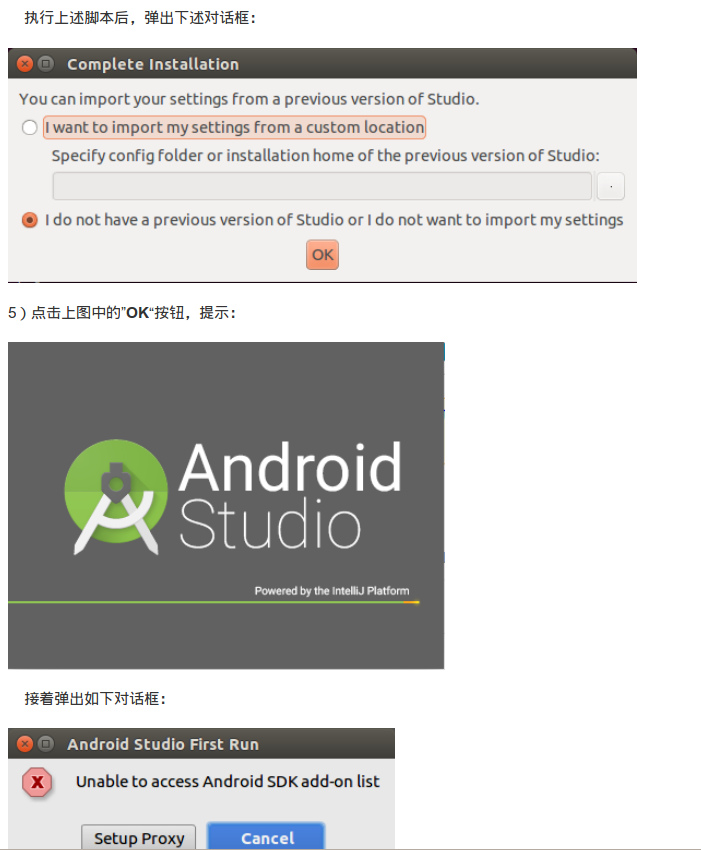 执行上述脚本后，弹出下述对话框：
Complete Installation
You can import your settings from a previous version of Studio.
I want to import my settings from a custom location
Specify config folder or installation home of the previous version of Studio:
.
I do not have a previous version of Studio or I do not want to import my settings
OK
5）点击上图中的”OK“按钮，提示：
Android
Studio
Powered by the IntelliJ Platform
接着弹出如下对话框：
Android Studio First Run
Unable to access Android SDK add-on list
Setup Proxy Cancel